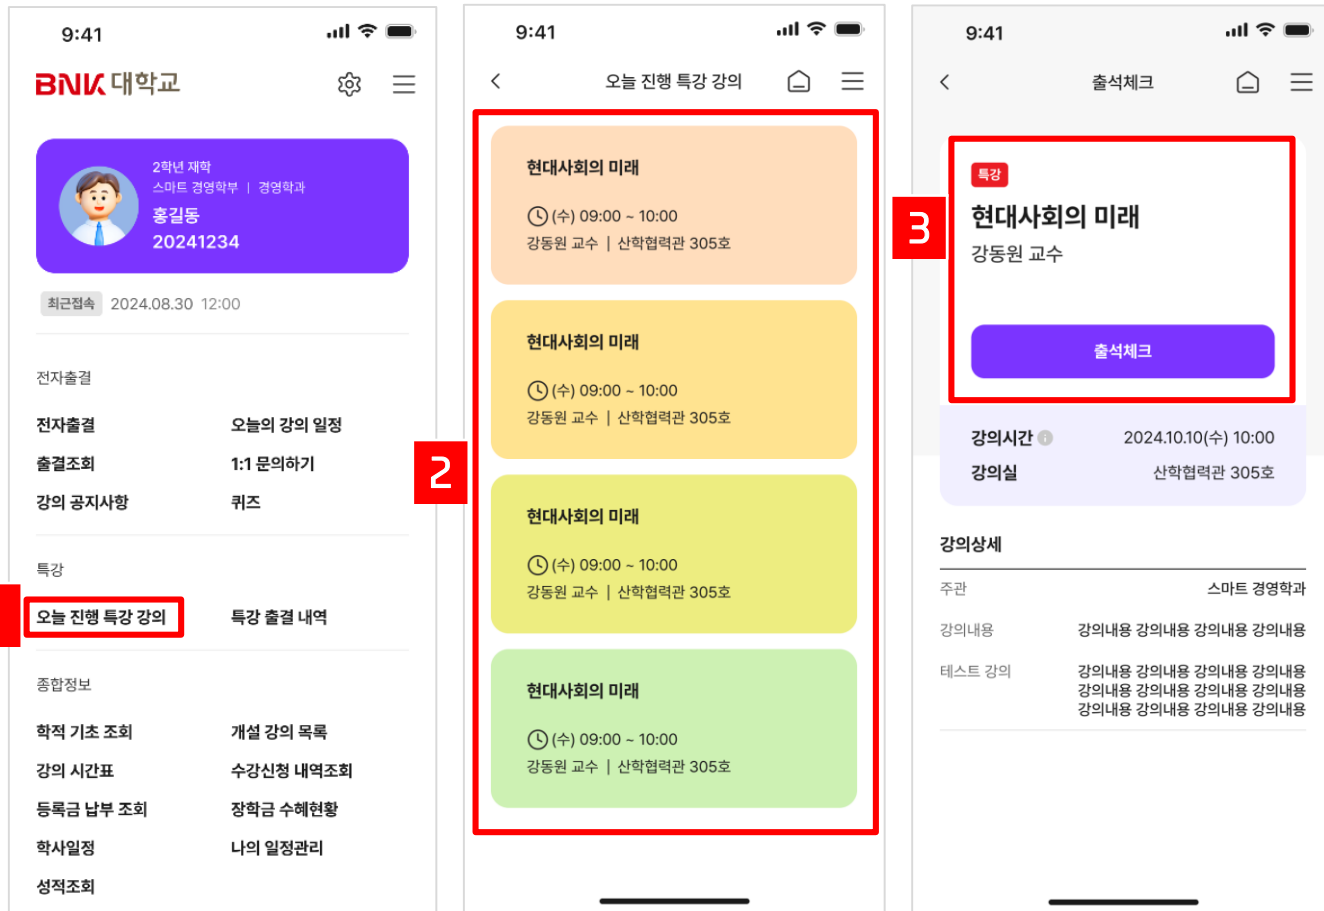 9:41
BNK 대학교
2학년 재학
스마트 경영학부 | 경영학과
홍길동
20241234
최근접속 2024.08.30 12:00
전자출결
전자출결 오늘의 강의 일정
출결조회 1:1 문의하기
강의 공지사항 퀴즈
특강
오늘 진행 특강 강의 특강 출결 내역
종합정보
학적 기초 조회 개설 강의 목록
강의 시간표 수강신청 내역조회
등록금 납부 조회 장학금 수혜현황
학사일정 나의 일정관리
성적조회
2
9:41
오늘 진행 특강 강의
현대사회의 미래
(수) 09:00 ~ 10:00
강동원 교수 | 산학협력관 305호
현대사회의 미래
(수) 09:00 ~ 10:00
강동원 교수 | 산학협력관 305호
현대사회의 미래
(수) 09:00 ~ 10:00
강동원 교수 | 산학협력관 305호
현대사회의 미래
(수) 09:00 ~ 10:00
강동원 교수 | 산학협력관 305호
3
9:41
출석체크
특강
현대사회의 미래
강동원 교수
출석체크
강의시간 2024.10.10(수) 10:00
강의실 산학협력관 305호
강의상세
주관 스마트 경영학과
강의내용 강의내용 강의내용 강의내용 강의내용
테스트 강의 강의내용 강의내용 강의내용 강의내용
강의내용 강의내용 강의내용 강의내용
강의내용 강의내용 강의내용 강의내용